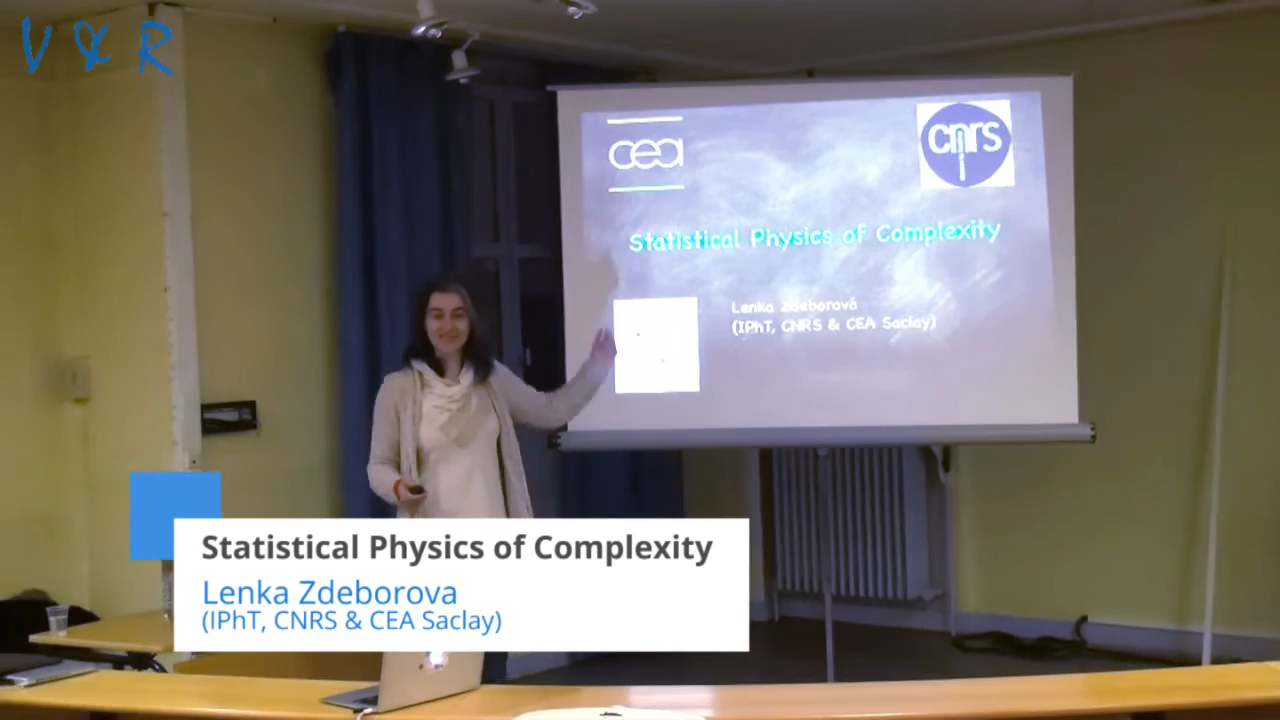 V & R
cea
cnrs
Statistical Physics of Complexity
Lenka Zdeborová
(IPhT, CNRS & CEA Saclay)
Statistical Physics of Complexity
Lenka Zdeborova
(IPhT, CNRS & CEA Saclay)